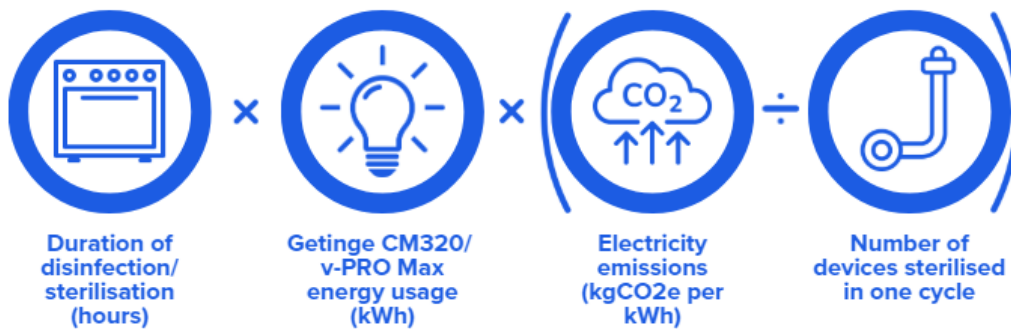 ×
×
(
CO₂
÷
)
Duration of
disinfection/
sterilisation
(hours)
Getinge CM320/
v-PRO Max
energy usage
(kWh)
Electricity
emissions
(kgCO2e per
kWh)
Number of
devices sterilised
in one cycle